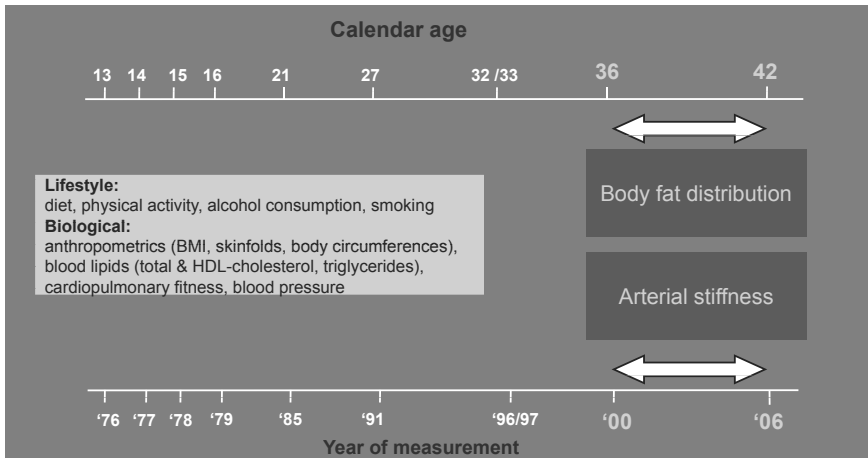 Calendar age
13 14 15 16 21 27 32 /33 36 42
Body fat distribution
Lifestyle:
diet, physical activity, alcohol consumption, smoking
Biological:
anthropometrics (BMI, skinfolds, body circumferences),
blood lipids (total & HDL-cholesterol, triglycerides),
cardiopulmonary fitness, blood pressure
Arterial stiffness
‘76 ‘77 ‘78 ‘79 ‘85 ‘91 ‘96/97 ‘00 ‘06
Year of measurement